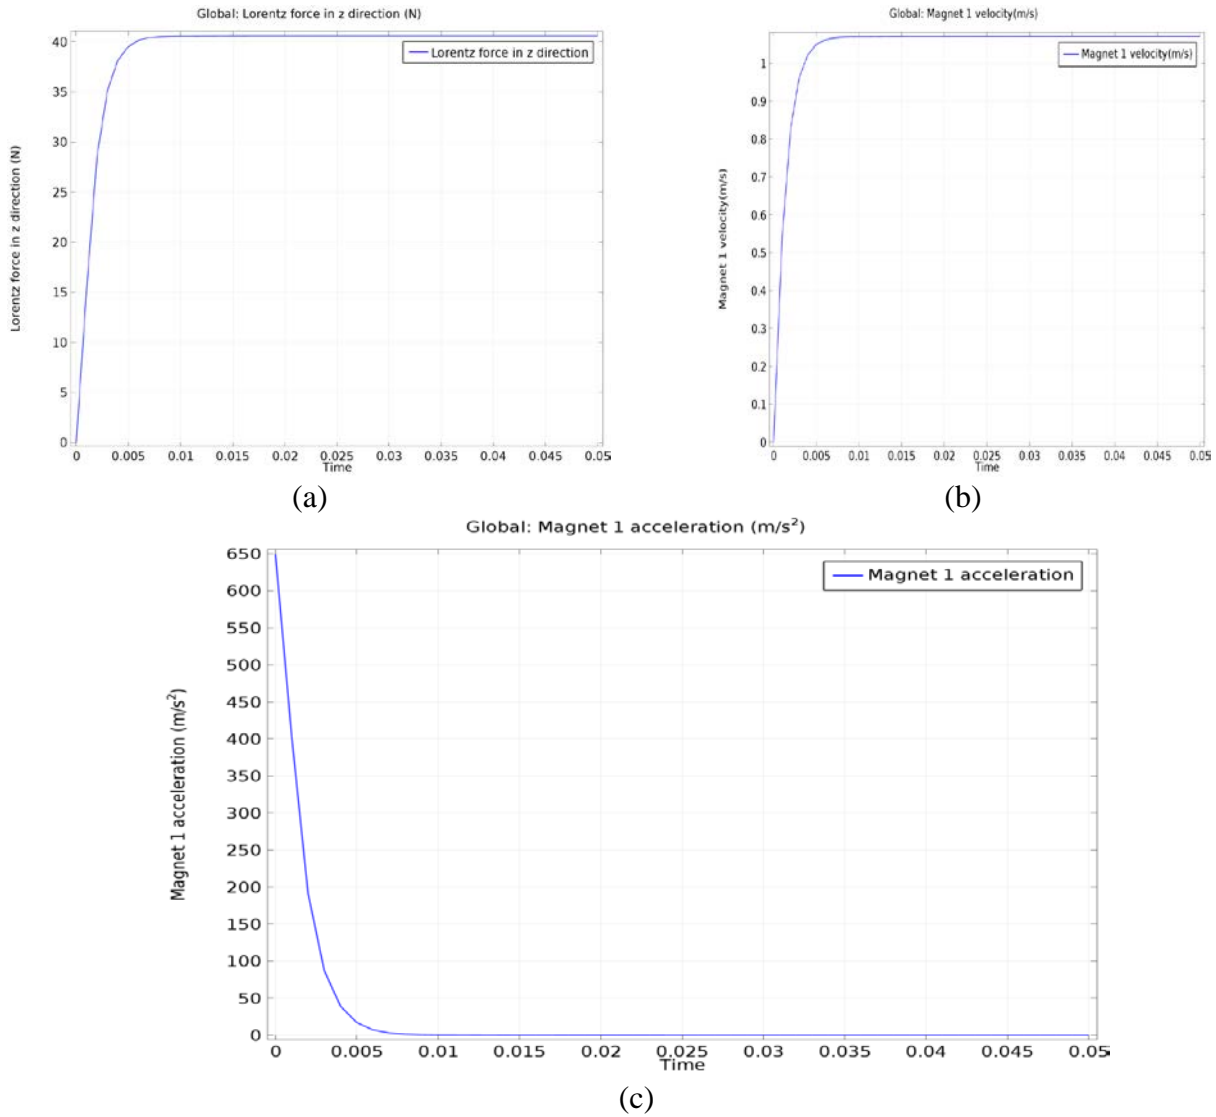 Global: Lorentz force in z direction (N)
Lorentz force in z direction
Lorentz force in z direction (N)
40
35
30
25
20
15
10
5
0
0 0.005 0.01 0.015 0.02 0.025 0.03 0.035 0.04 0.045 0.05
Time
(a)
Global: Magnet 1 velocity(m/s)
Magnet 1 velocity(m/s)
Magnet 1 velocity(m/s)
1
0.9
0.8
0.7
0.6
0.5
0.4
0.3
0.2
0.1
0
0 0.005 0.01 0.015 0.02 0.025 0.03 0.035 0.04 0.045 0.05
Time
(b)
Global: Magnet 1 acceleration (m/s²)
Magnet 1 acceleration
Magnet 1 acceleration (m/s²)
650
600
550
500
450
400
350
300
250
200
150
100
50
0
0 0.005 0.01 0.015 0.02 0.025 0.03 0.035 0.04 0.045 0.05
Time
(c)